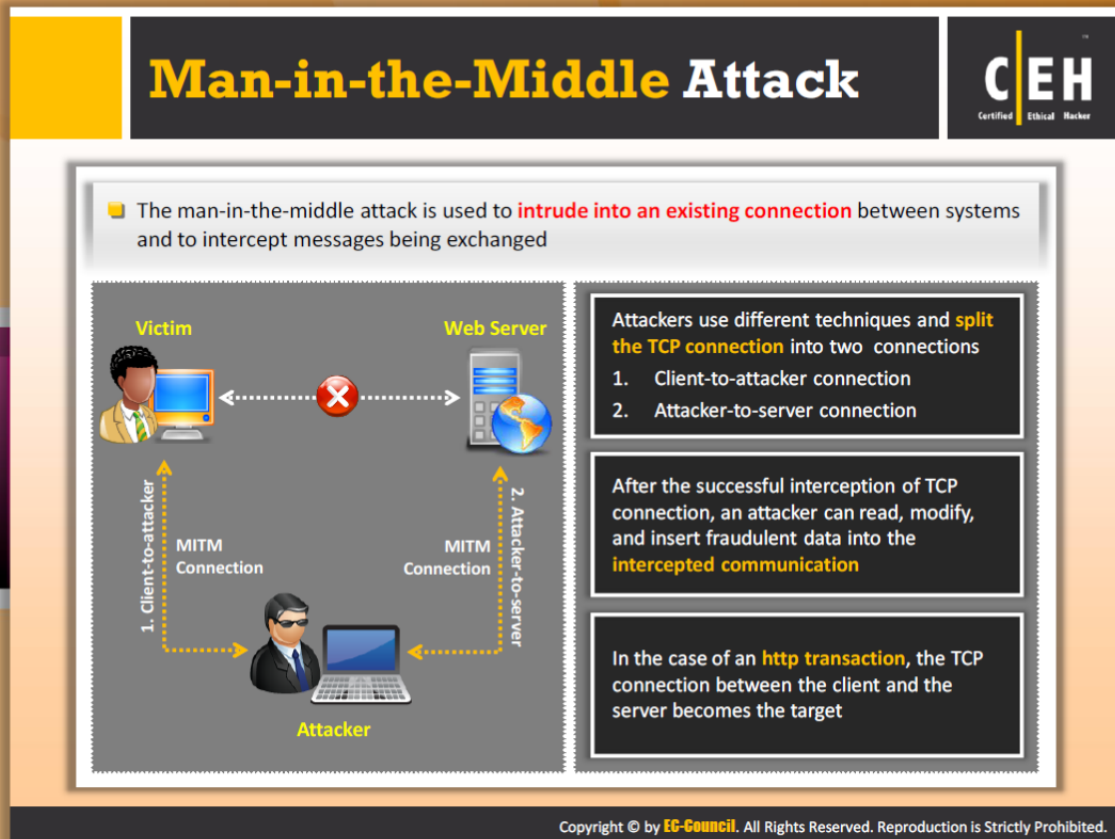 Man-in-the-Middle Attack
CEH
TM
Certified Ethical Hacker
The man-in-the-middle attack is used to intrude into an existing connection between systems
and to intercept messages being exchanged
Victim
Web Server
1. Client-to-attacker
MITM
Connection
MITM
Connection
2. Attacker-to-server
Attacker
Attackers use different techniques and split
the TCP connection into two connections
1. Client-to-attacker connection
2. Attacker-to-server connection
After the successful interception of TCP
connection, an attacker can read, modify,
and insert fraudulent data into the
intercepted communication
In the case of an http transaction, the TCP
connection between the client and the
server becomes the target
Copyright © by EC-Council. All Rights Reserved. Reproduction is Strictly Prohibited.